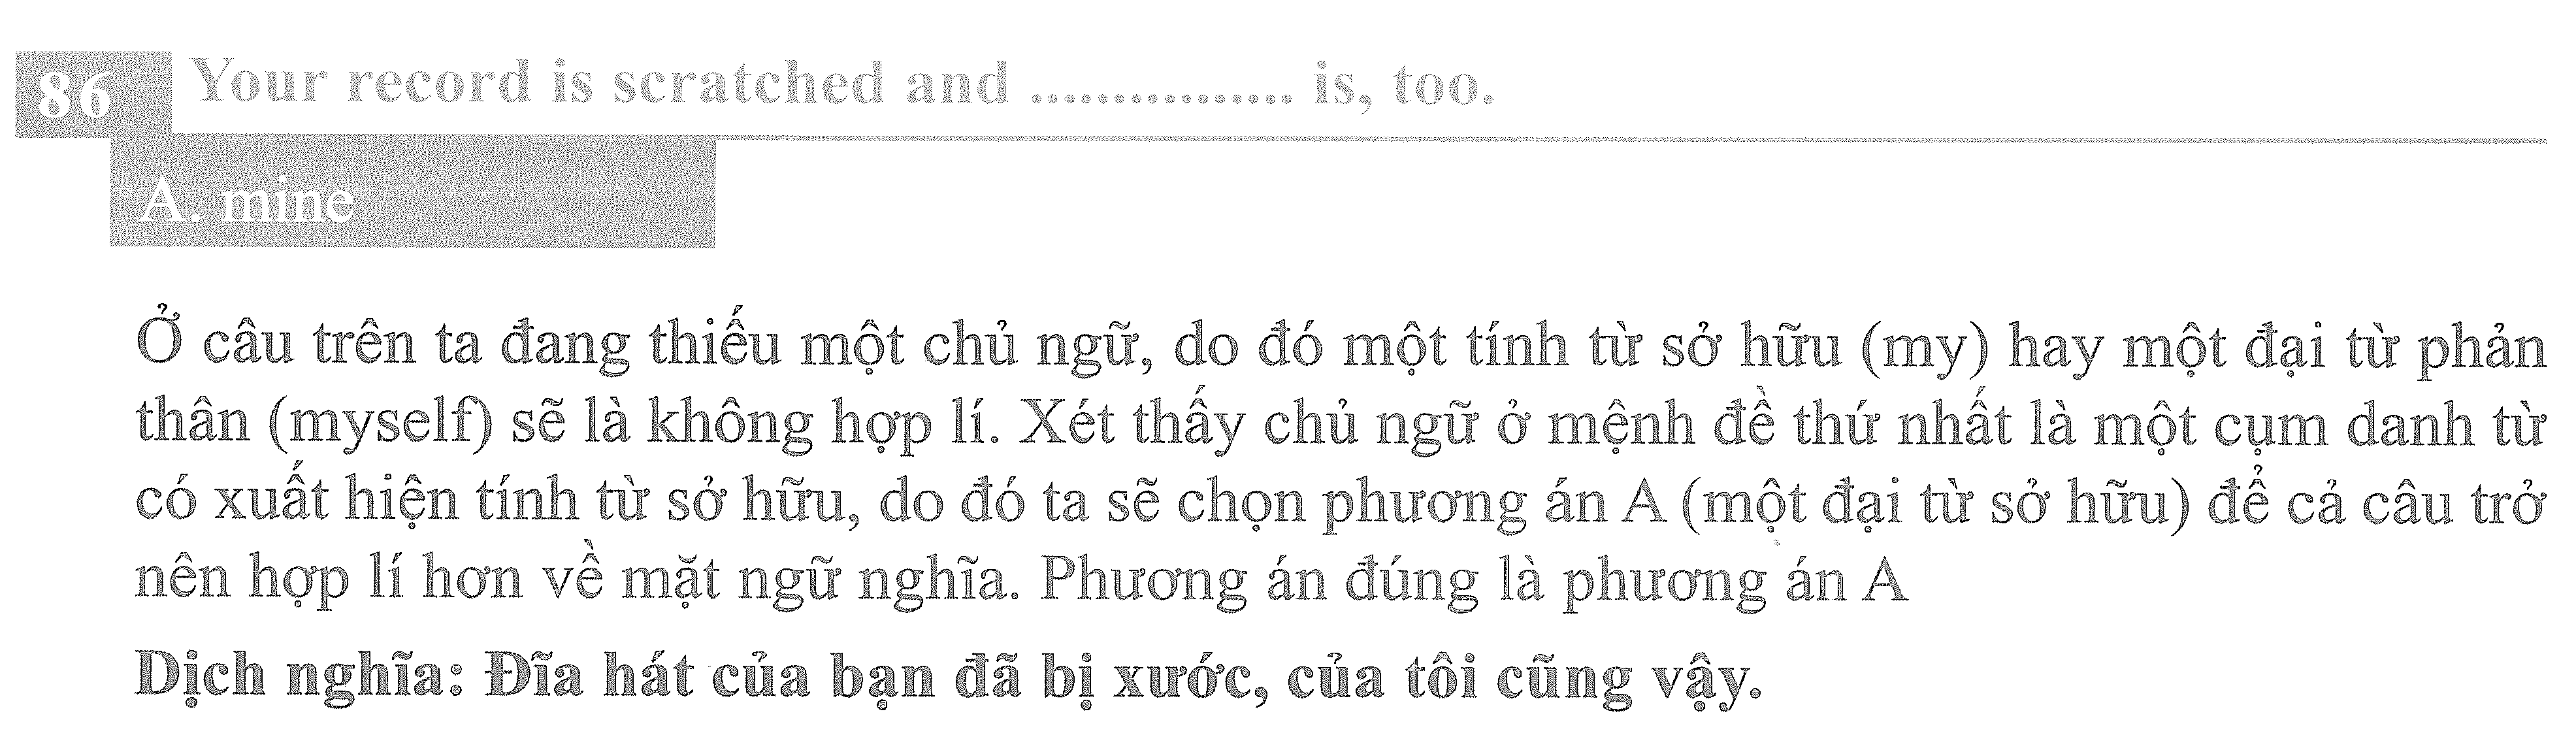 86 Your record is scratched and ................ is, too.
A. mine
Ở câu trên ta đang thiếu một chủ ngữ, do đó một tính từ sở hữu (my) hay một đại từ phản
thân (myself) sẽ là không hợp lí. Xét thấy chủ ngữ ở mệnh đề thứ nhất là một cụm danh từ
có xuất hiện tính từ sở hữu, do đó ta sẽ chọn phương án A (một đại từ sở hữu) để cả câu trở
nên hợp lí hơn về mặt ngữ nghĩa. Phương án đúng là phương án A
Dịch nghĩa: Đĩa hát của bạn đã bị xước, của tôi cũng vậy.